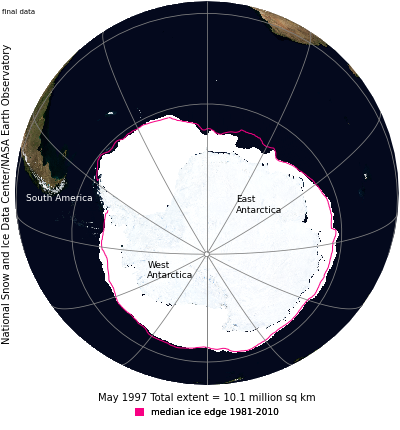 final data
National Snow and Ice Data Center/NASA Earth Observatory
South America
East
Antarctica
West
Antarctica
May 1997 Total extent = 10.1 million sq km
median ice edge 1981-2010